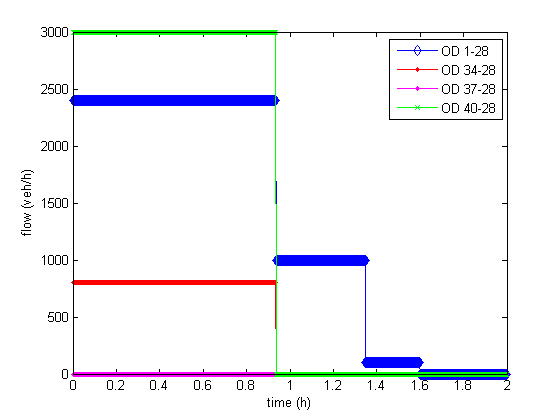 3000
2500
2000
1500
1000
500
0
flow (veh/h)
0 0.2 0.4 0.6 0.8 1 1.2 1.4 1.6 1.8 2
time (h)
OD 1-28
OD 34-28
OD 37-28
OD 40-28